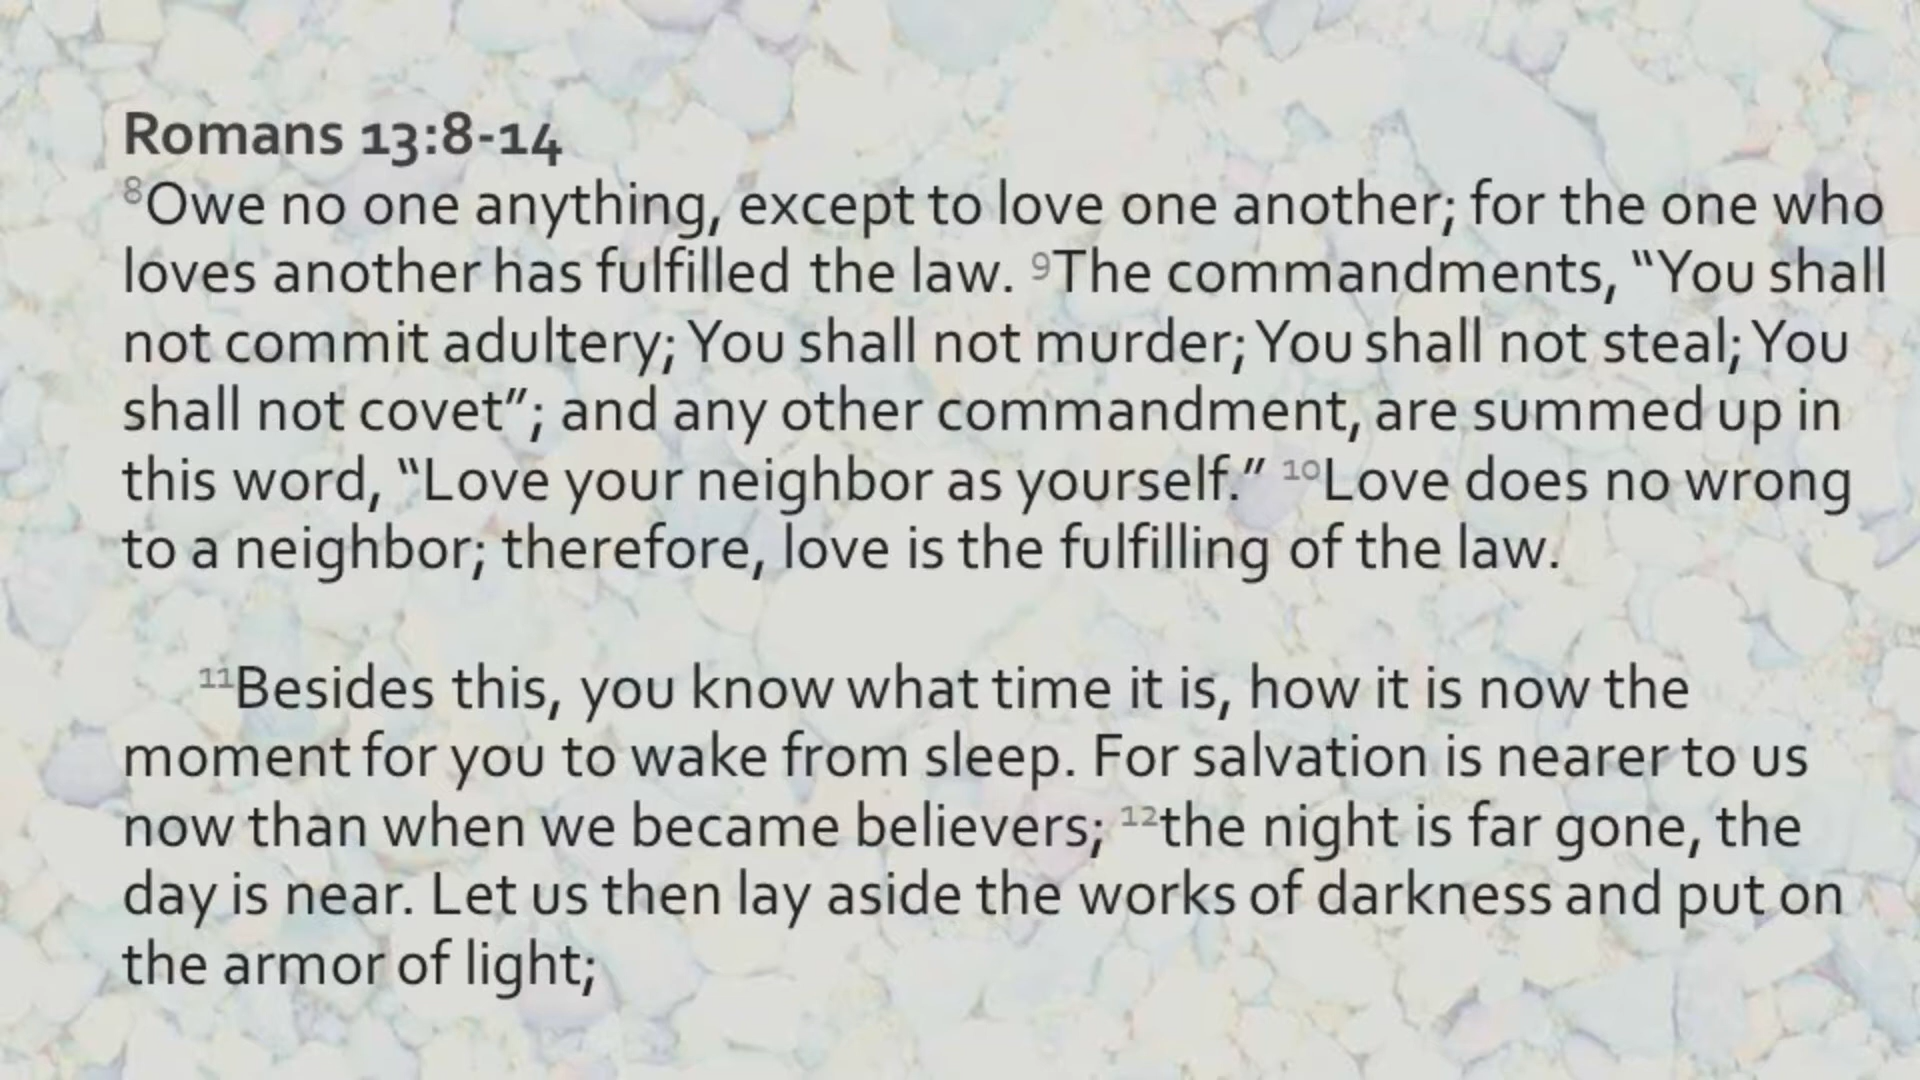 Romans 13:8-14
⁸Owe no one anything, except to love one another; for the one who
loves another has fulfilled the law. ⁹The commandments, “You shall
not commit adultery; You shall not murder; You shall not steal; You
shall not covet”; and any other commandment, are summed up in
this word, “Love your neighbor as yourself.” ¹⁰Love does no wrong
to a neighbor; therefore, love is the fulfilling of the law.
¹¹Besides this, you know what time it is, how it is now the
moment for you to wake from sleep. For salvation is nearer to us
now than when we became believers; ¹²the night is far gone, the
day is near. Let us then lay aside the works of darkness and put on
the armor of light;